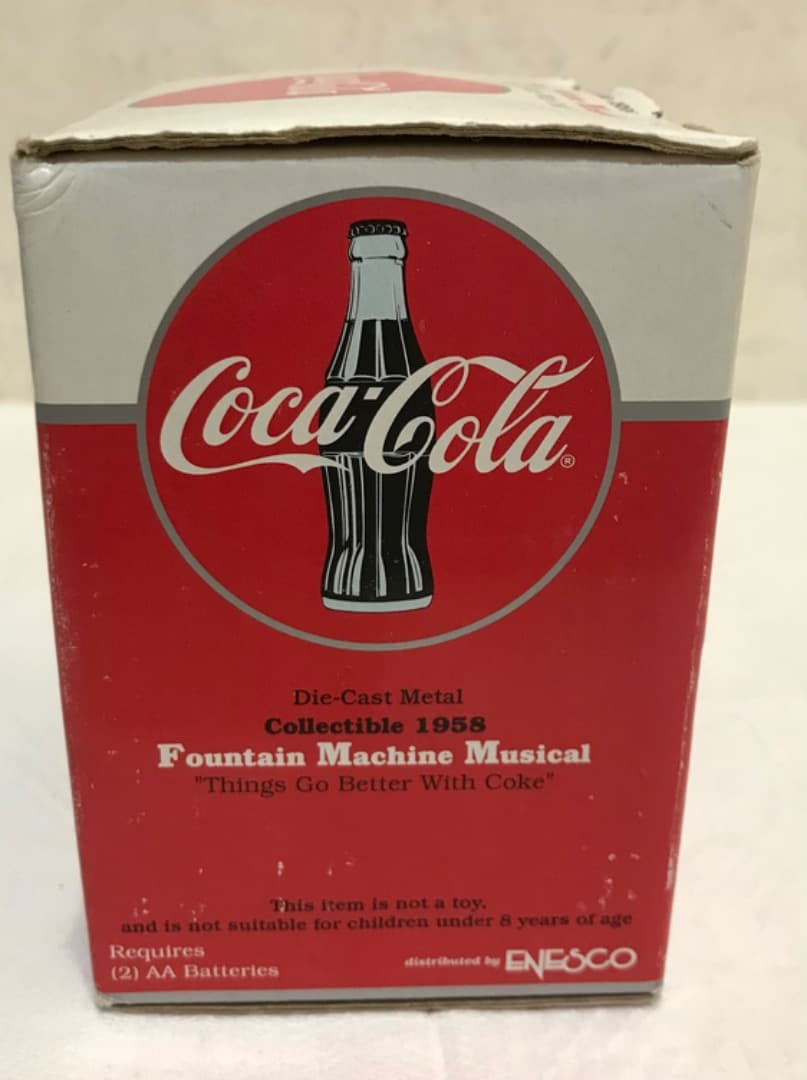 Coca-Cola®
Die-Cast Metal
Collectible 1958
Fountain Machine Musical
"Things Go Better With Coke"
This item is not a toy,
and is not suitable for children under 8 years of age
Requires
(2) AA Batteries
distributed by ENESCO